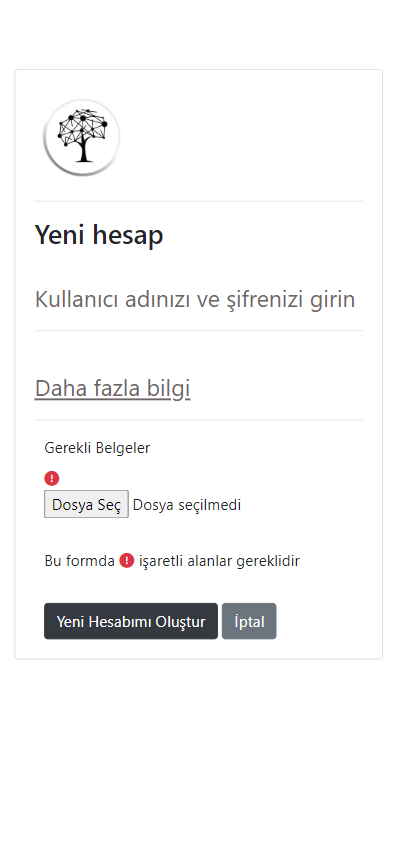 Yeni hesap
Kullanıcı adınızı ve şifrenizi girin
Daha fazla bilgi
Gerekli Belgeler
Dosya Seç Dosya seçilmedi
Bu formda işaretli alanlar gereklidir
Yeni Hesabımı Oluştur İptal